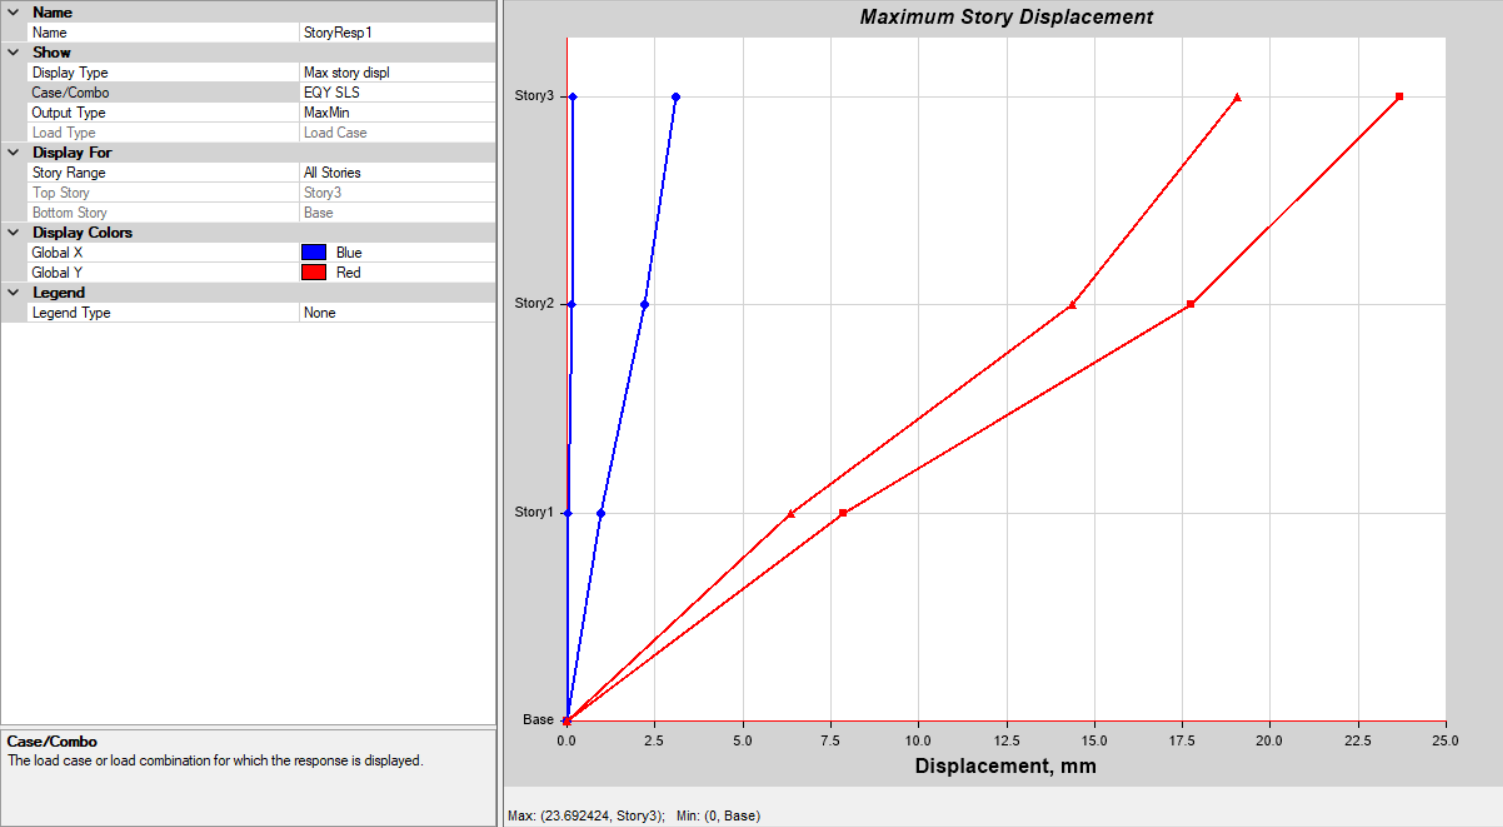 Name
Name StoryResp1
Show
Display Type Max story displ
Case/Combo EQY SLS
Output Type MaxMin
Load Type Load Case
Display For
Story Range All Stories
Top Story Story3
Bottom Story Base
Display Colors
Global X Blue
Global Y Red
Legend
Legend Type None
Case/Combo
The load case or load combination for which the response is displayed.
Maximum Story Displacement
Story3
Story2
Story1
Base
0.0 2.5 5.0 7.5 10.0 12.5 15.0 17.5 20.0 22.5 25.0
Displacement, mm
Max: (23.692424, Story3); Min: (0, Base)